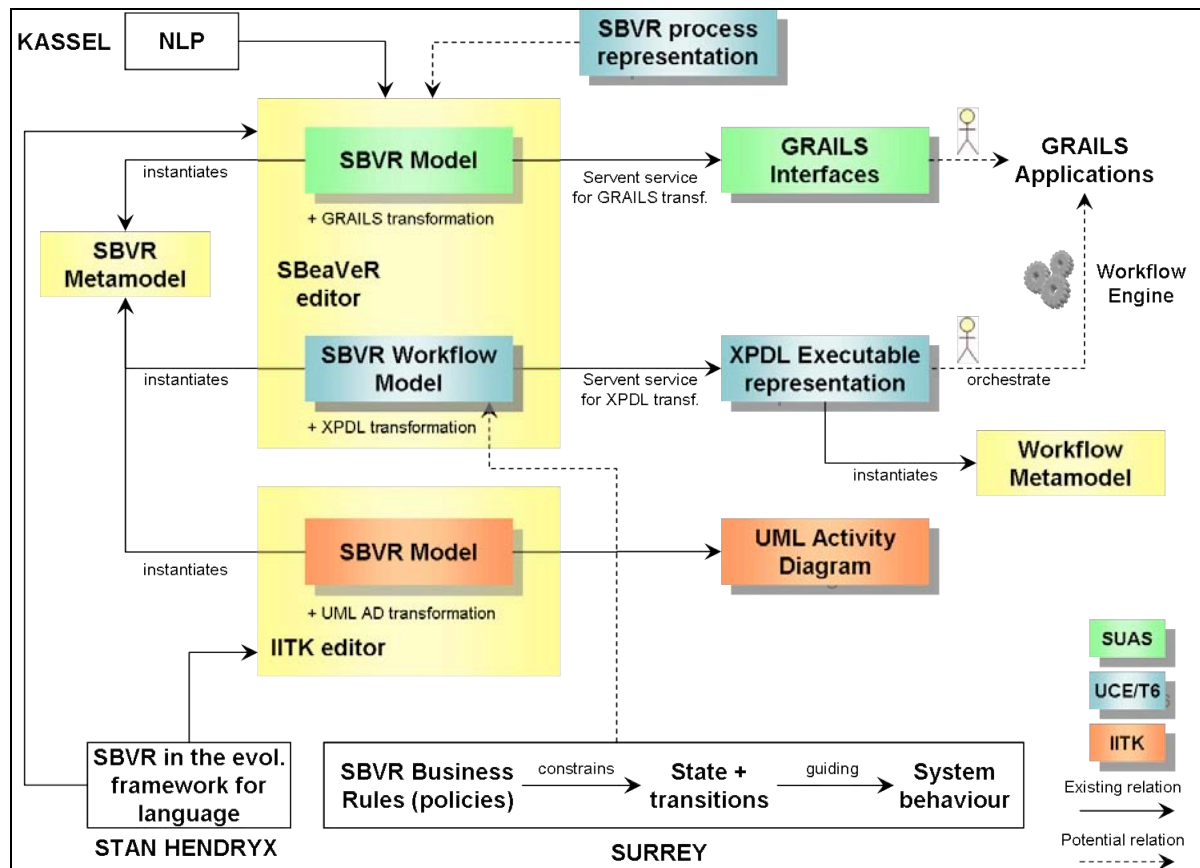 KASSEL
NLP
SBVR process
representation
SBVR Model
+ GRAILS transformation
instantiates
Servent service
for GRAILS transf.
GRAILS
Interfaces
GRAILS
Applications
SBVR
Metamodel
SBeaVeR
editor
Workflow
Engine
SBVR Workflow
Model
+ XPDL transformation
instantiates
Servent service
for XPDL transf.
XPDL Executable
representation
orchestrate
instantiates
Workflow
Metamodel
SBVR Model
+ UML AD transformation
instantiates
IITK editor
UML Activity
Diagram
SUAS
UCE/T6
IITK
Existing relation
Potential relation
SBVR in the evol.
framework for
language
STAN HENDRYX
SBVR Business
Rules (policies)
constrains
State +
transitions
guiding
System
behaviour
SURREY